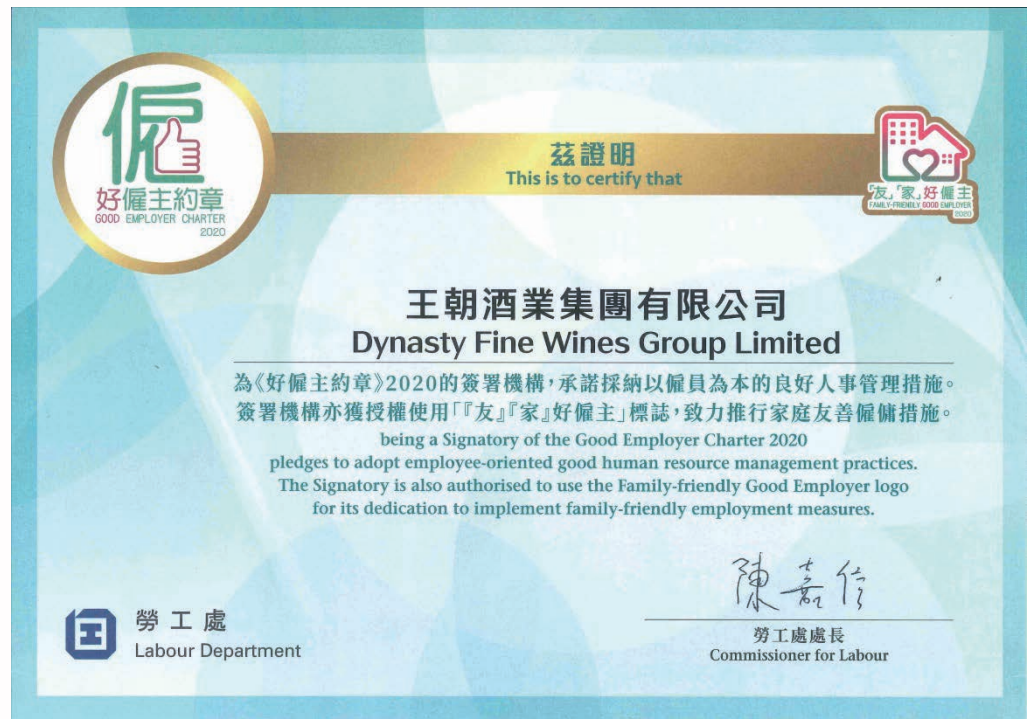 僱
好僱主約章
GOOD EMPLOYER CHARTER
2020
茲證明
This is to certify that
「友」「家」好僱主
FAMILY-FRIENDLY GOOD EMPLOYER
2020
王朝酒業集團有限公司
Dynasty Fine Wines Group Limited
為《好僱主約章》2020的簽署機構,承諾採納以僱員為本的良好人事管理措施。
簽署機構亦獲授權使用「『友』『家』好僱主」標誌,致力推行家庭友善僱傭措施。
being a Signatory of the Good Employer Charter 2020
pledges to adopt employee-oriented good human resource management practices.
The Signatory is also authorised to use the Family-friendly Good Employer logo
for its dedication to implement family-friendly employment measures.
陳嘉信
勞工處
Labour Department
勞工處處長
Commissioner for Labour